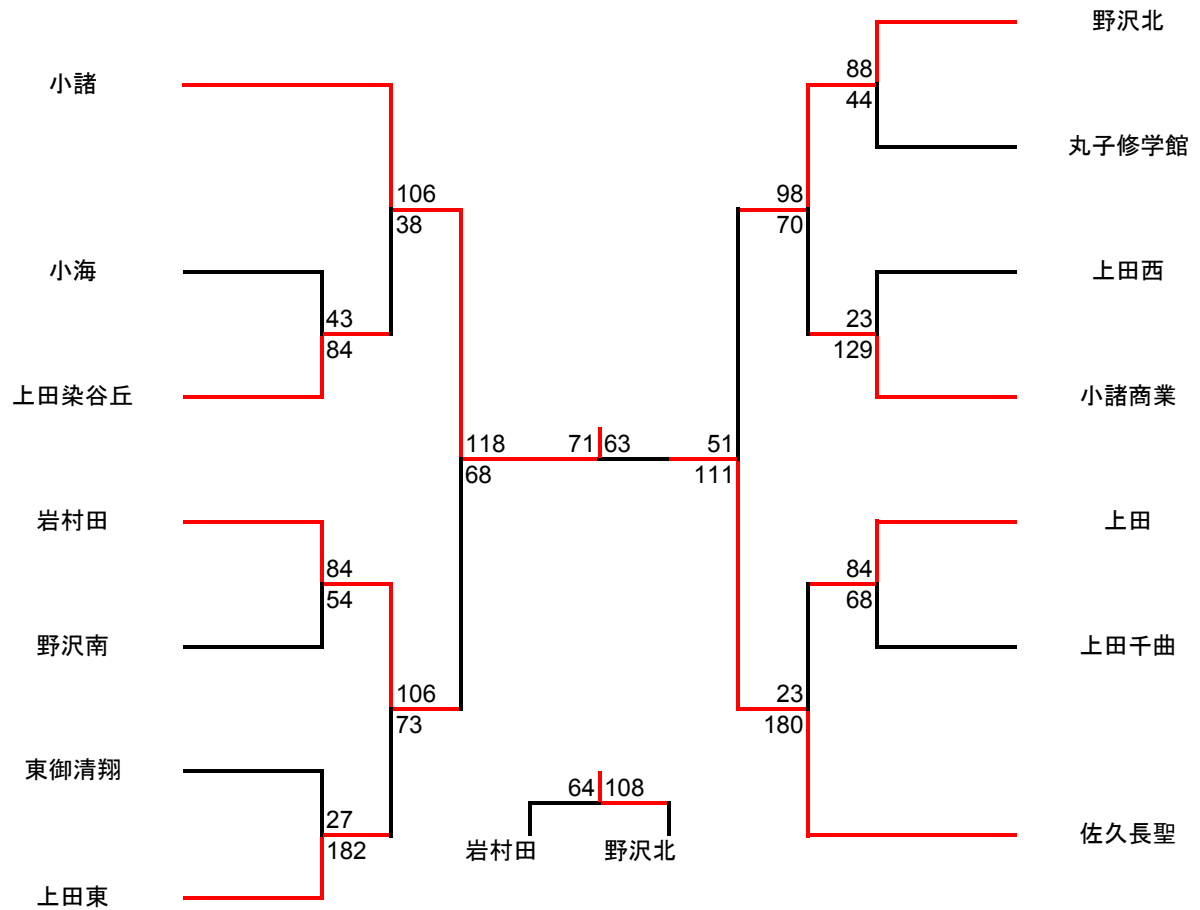 野沢北
小諸
88
44
丸子修学館
106
38
98
70
小海
上田西
43
84
23
129
上田染谷丘
小諸商業
118
68
71 63
51
111
岩村田
上田
84
54
84
68
野沢南
上田千曲
106
73
23
180
東御清翔
64 108
27
182
岩村田 野沢北
佐久長聖
上田東